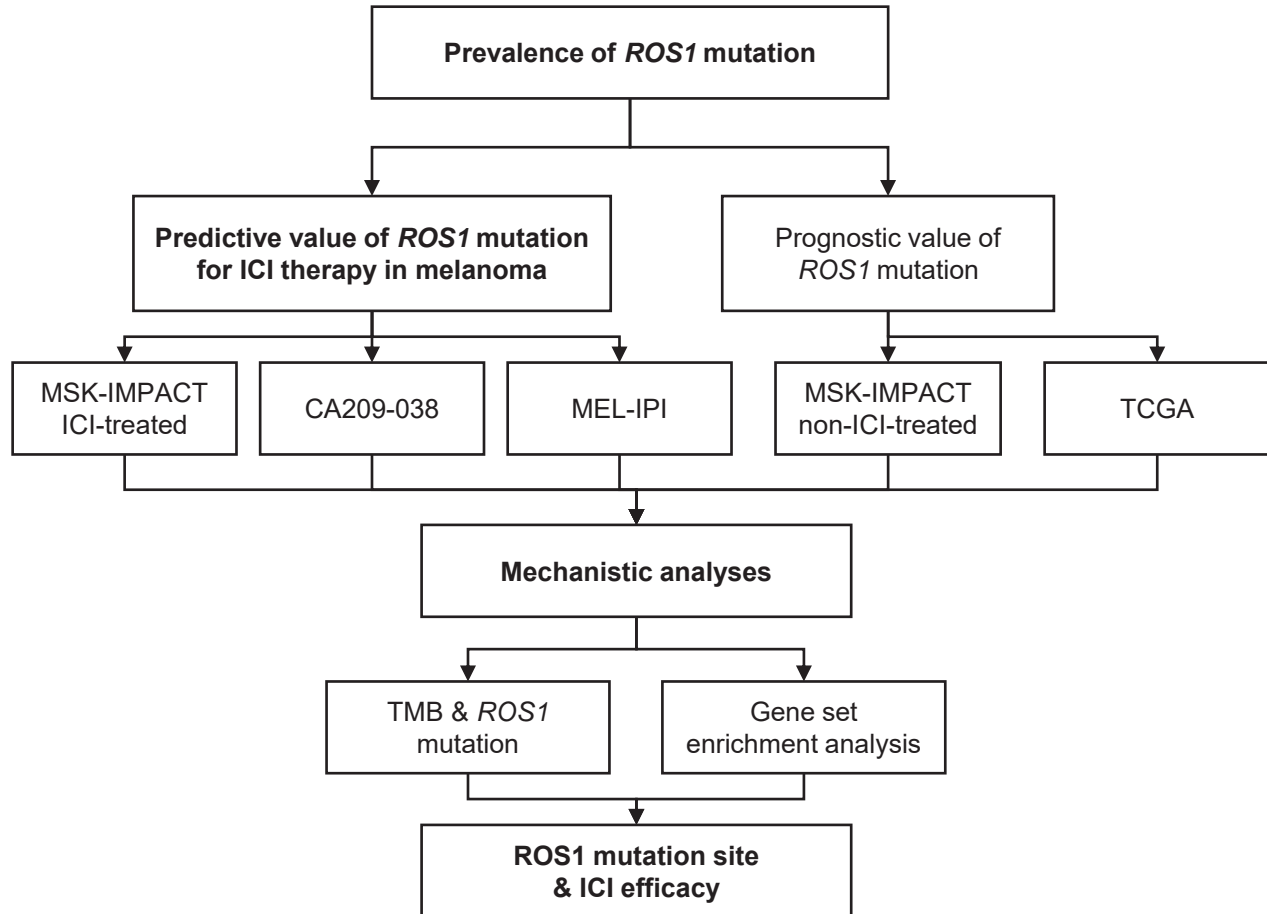 Prevalence of ROS1 mutation
Predictive value of ROS1 mutation
for ICI therapy in melanoma
Prognostic value of
ROS1 mutation
MSK-IMPACT
ICI-treated
CA209-038
MEL-IPI
MSK-IMPACT
non-ICI-treated
TCGA
Mechanistic analyses
TMB & ROS1
mutation
Gene set
enrichment analysis
ROS1 mutation site
& ICI efficacy